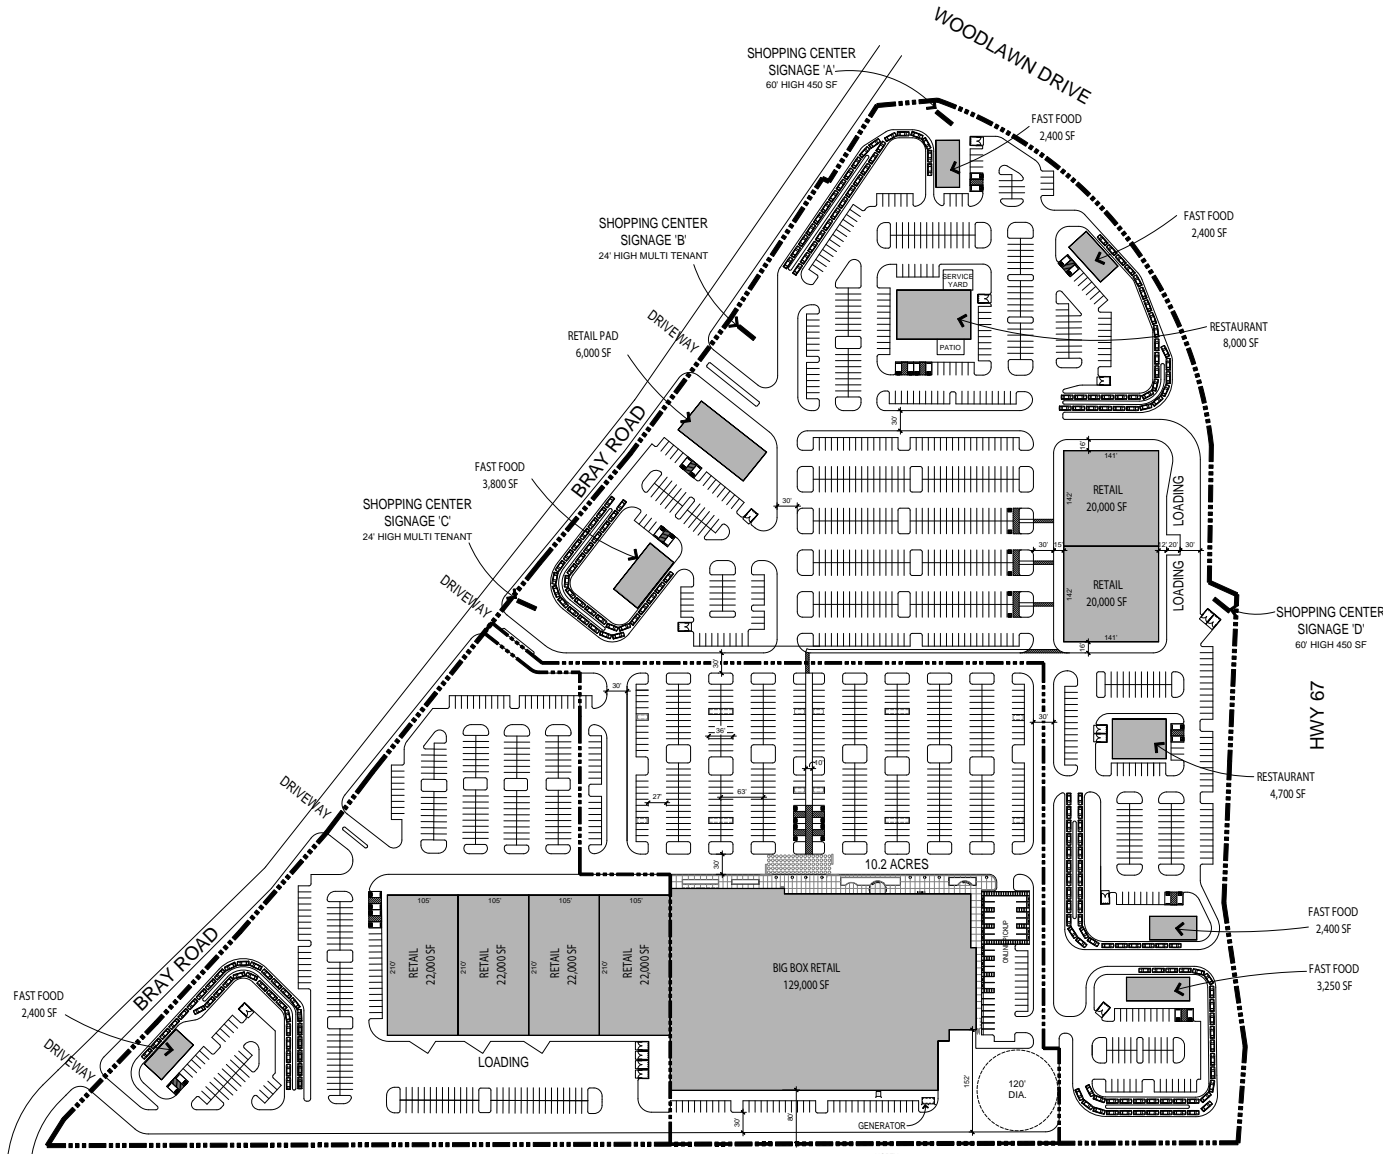 WOODLAWN DRIVE
SHOPPING CENTER
SIGNAGE 'A'
60' HIGH 450 SF
FAST FOOD
2,400 SF
SHOPPING CENTER
SIGNAGE 'B'
24' HIGH MULTI TENANT
FAST FOOD
2,400 SF
SERVICE
YARD
DRIVEWAY
RETAIL PAD
6,000 SF
RESTAURANT
8,000 SF
PATIO
BRAY ROAD
30'
16'
141'
FAST FOOD
3,800 SF
142'
RETAIL
20,000 SF
LOADING
SHOPPING CENTER
SIGNAGE 'C'
24' HIGH MULTI TENANT
30'
30'
15'
12'
20'
30'
DRIVEWAY
142'
RETAIL
20,000 SF
LOADING
SHOPPING CENTER
SIGNAGE 'D'
60' HIGH 450 SF
141'
16'
30'
30'
30'
HWY 67
36'
10'
RESTAURANT
4,700 SF
DRIVEWAY
27'
63'
30'
10.2 ACRES
105'
105'
105'
105'
BRAY ROAD
210'
RETAIL
22,000 SF
210'
RETAIL
22,000 SF
210'
RETAIL
22,000 SF
210'
RETAIL
22,000 SF
BIG BOX RETAIL
129,000 SF
ONLINE PICKUP
FAST FOOD
2,400 SF
FAST FOOD
3,250 SF
FAST FOOD
2,400 SF
DRIVEWAY
LOADING
152'
120'
DIA.
30'
80'
GENERATOR